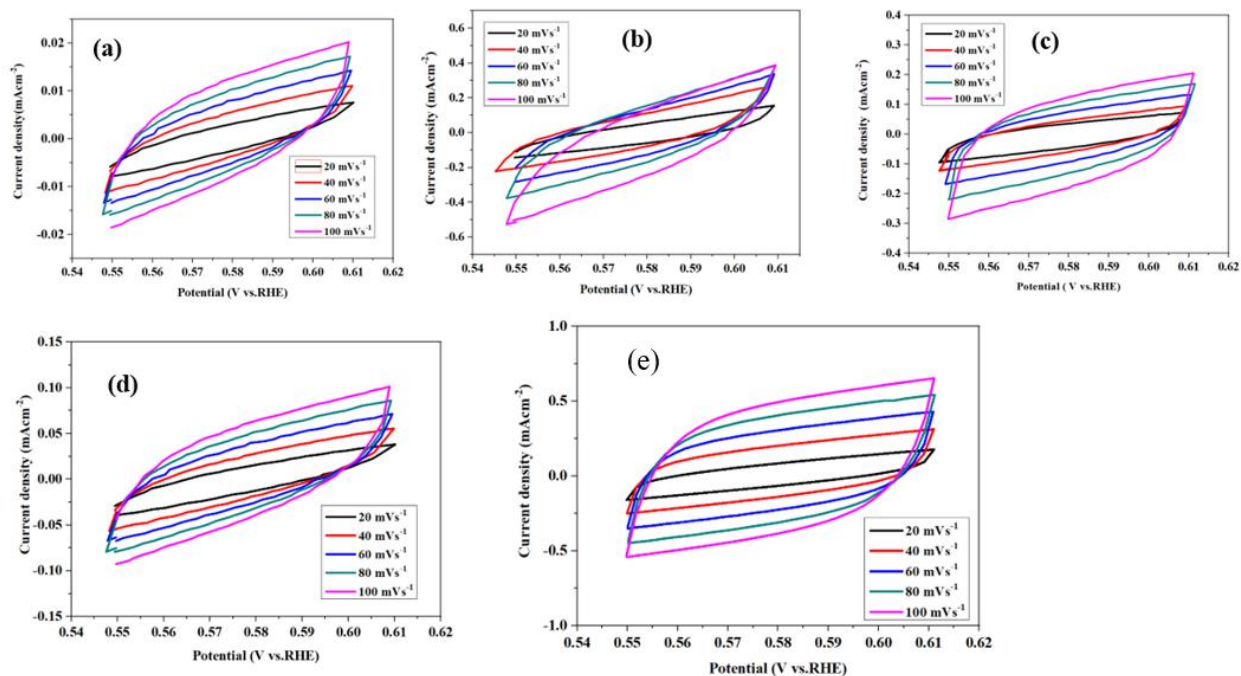 (a)
0.02
0.01
0.00
-0.01
-0.02
Current density(mAcm-2)
20 mVs-1
40 mVs-1
60 mVs-1
80 mVs-1
100 mVs-1
0.54 0.55 0.56 0.57 0.58 0.59 0.60 0.61 0.62
Potential (V vs.RHE)
(b)
0.6
0.4
0.2
0.0
-0.2
-0.4
-0.6
Current density(mAcm-2)
20 mVs-1
40 mVs-1
60 mVs-1
80 mVs-1
100 mVs-1
0.54 0.55 0.56 0.57 0.58 0.59 0.60 0.61
Potential (V vs.RHE)
(c)
0.4
0.3
0.2
0.1
0.0
-0.1
-0.2
-0.3
-0.4
Current density (mAcm-2)
20 mVs-1
40 mVs-1
60 mVs-1
80 mVs-1
100 mVs-1
0.54 0.55 0.56 0.57 0.58 0.59 0.60 0.61 0.62
Potential ( V vs.RHE)
(d)
0.15
0.10
0.05
0.00
-0.05
-0.10
-0.15
Current density (mAcm-2)
20 mVs-1
40 mVs-1
60 mVs-1
80 mVs-1
100 mVs-1
0.54 0.55 0.56 0.57 0.58 0.59 0.60 0.61 0.62
Potential (V vs.RHE)
(e)
1.0
0.5
0.0
-0.5
-1.0
Current density (mAcm-2)
20 mVs-1
40 mVs-1
60 mVs-1
80 mVs-1
100 mVs-1
0.54 0.55 0.56 0.57 0.58 0.59 0.60 0.61 0.62
Potential (V vs.RHE)